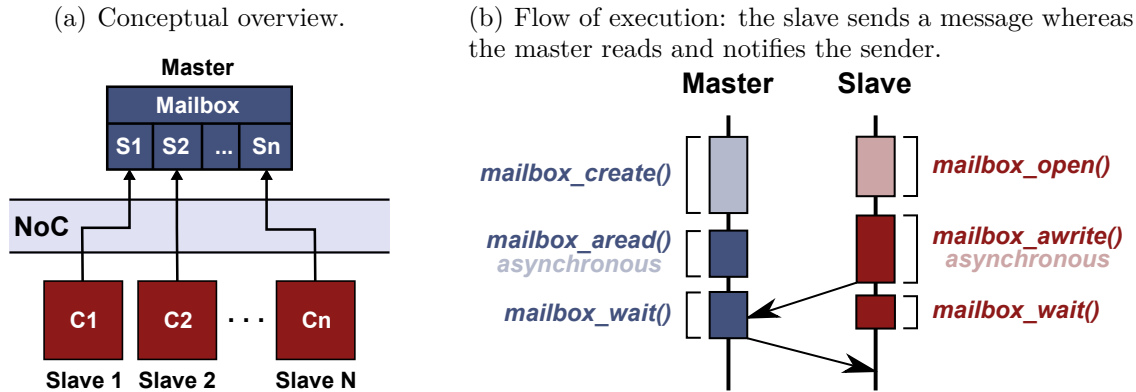 (a) Conceptual overview.
Master
Mailbox
S1 S2 ... Sn
NoC
C1 C2 · · · Cn
Slave 1 Slave 2 Slave N
(b) Flow of execution: the slave sends a message whereas
the master reads and notifies the sender.
Master Slave
mailbox_create() mailbox_open()
mailbox_aread() mailbox_awrite()
asynchronous asynchronous
mailbox_wait() mailbox_wait()